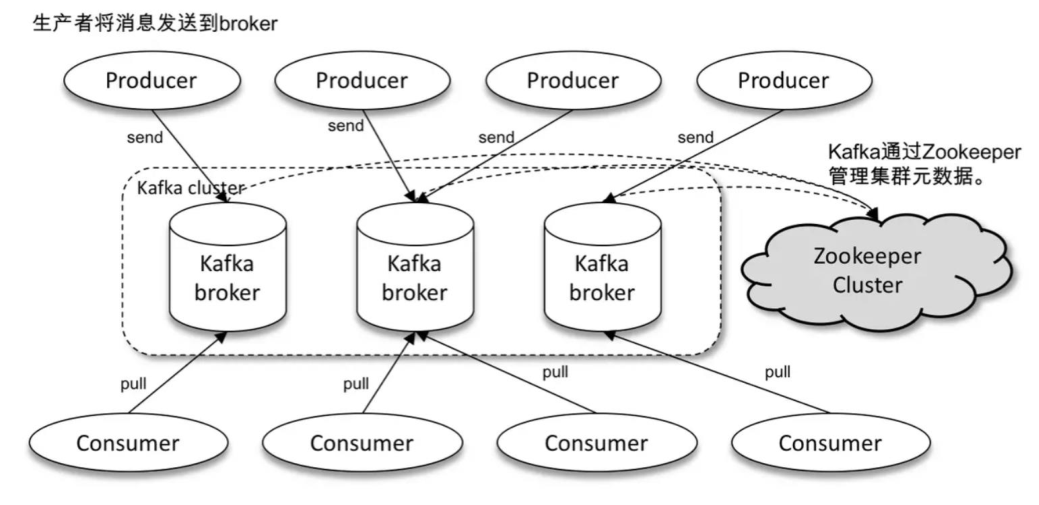 生产者将消息发送到broker
Producer
Producer
Producer
Producer
send
send
send
send
Kafka通过Zookeeper
管理集群元数据。
Kafka cluster
Kafka
broker
Kafka
broker
Kafka
broker
Zookeeper
Cluster
pull
pull
pull
pull
Consumer
Consumer
Consumer
Consumer